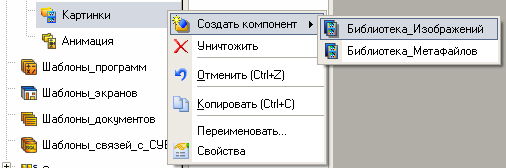 Картинки
Анимация
Шаблоны_программ
Шаблоны_экранов
Шаблоны_документов
Шаблоны_связей_с_СУБ
Создать компонент
Уничтожить
Отменить (Ctrl+Z)
Копировать (Ctrl+C)
Переименовать...
Свойства
Библиотека_Изображений
Библиотека_Метафайлов